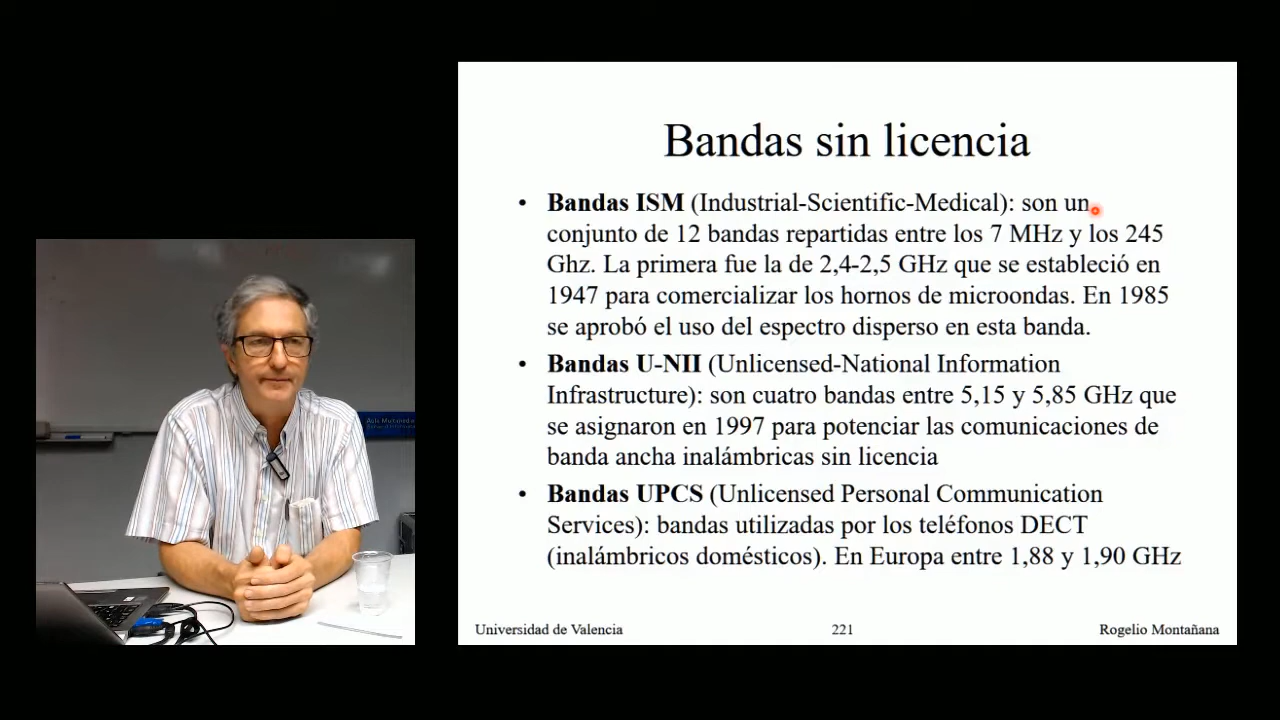 Bandas sin licencia
• Bandas ISM (Industrial-Scientific-Medical): son un
conjunto de 12 bandas repartidas entre los 7 MHz y los 245
Ghz. La primera fue la de 2,4-2,5 GHz que se estableció en
1947 para comercializar los hornos de microondas. En 1985
se aprobó el uso del espectro disperso en esta banda.
• Bandas U-NII (Unlicensed-National Information
Infrastructure): son cuatro bandas entre 5,15 y 5,85 GHz que
se asignaron en 1997 para potenciar las comunicaciones de
banda ancha inalámbricas sin licencia
• Bandas UPCS (Unlicensed Personal Communication
Services): bandas utilizadas por los teléfonos DECT
(inalámbricos domésticos). En Europa entre 1,88 y 1,90 GHz
Universidad de Valencia 221 Rogelio Montañana